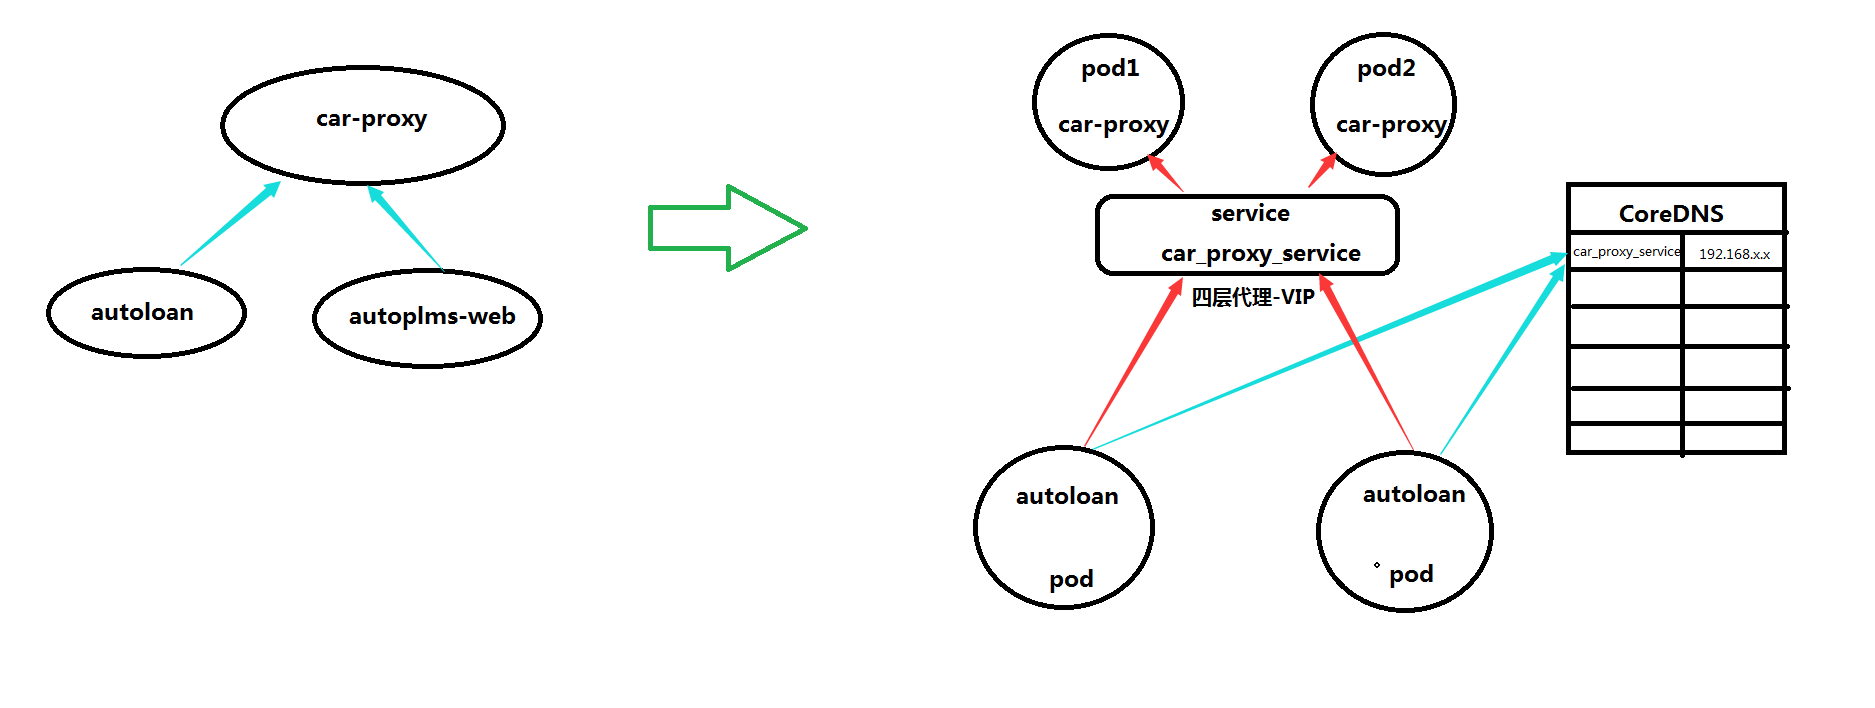 car-proxy
autoloan
autoplms-web
pod1
car-proxy
pod2
car-proxy
service
car_proxy_service
四层代理-VIP
CoreDNS
car_proxy_service
192.168.x.x
autoloan
pod
autoloan
pod